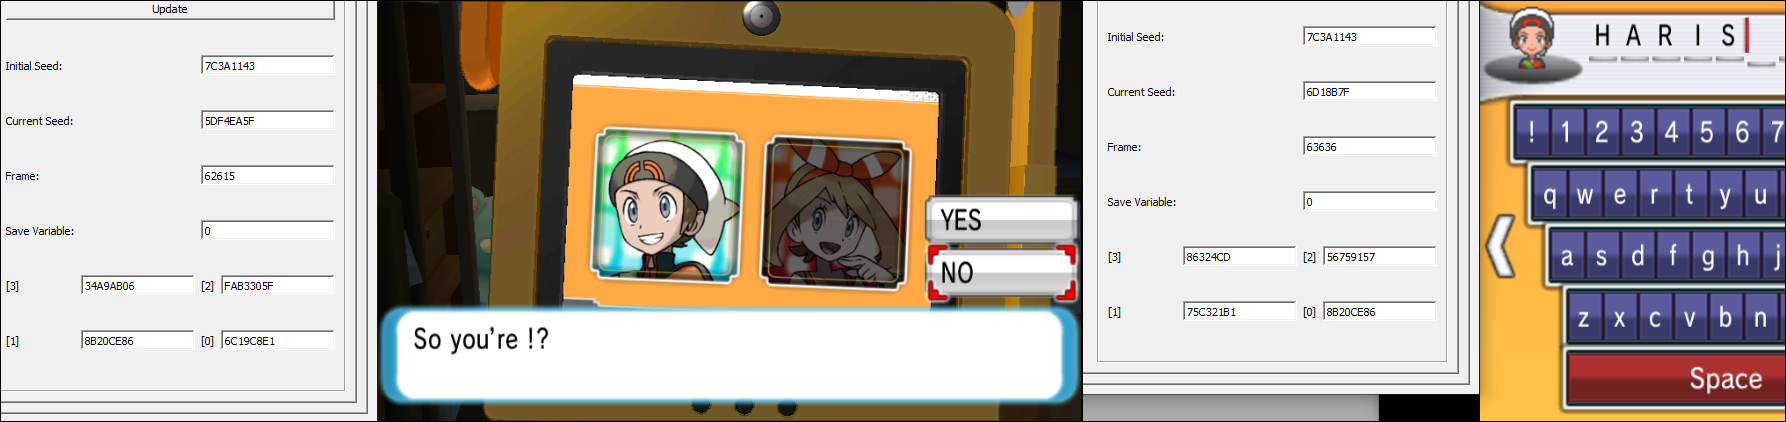 Update
Initial Seed: 7C3A1143
Current Seed: 5DF4EA5F
Frame: 62615
Save Variable: 0
[3] 34A9AB06 [2] FAB3305F
[1] 8B20CE86 [0] 6C19C8E1
YES
NO
So you're !?
Initial Seed: 7C3A1143
Current Seed: 6D18B7F
Frame: 63636
Save Variable: 0
[3] 86324CD [2] 56759157
[1] 75C321B1 [0] 8B20CE86
HARIS
! 1 2 3 4 5 6 7
q w e r t y u
a s d f g h j
z x c v b n
Space